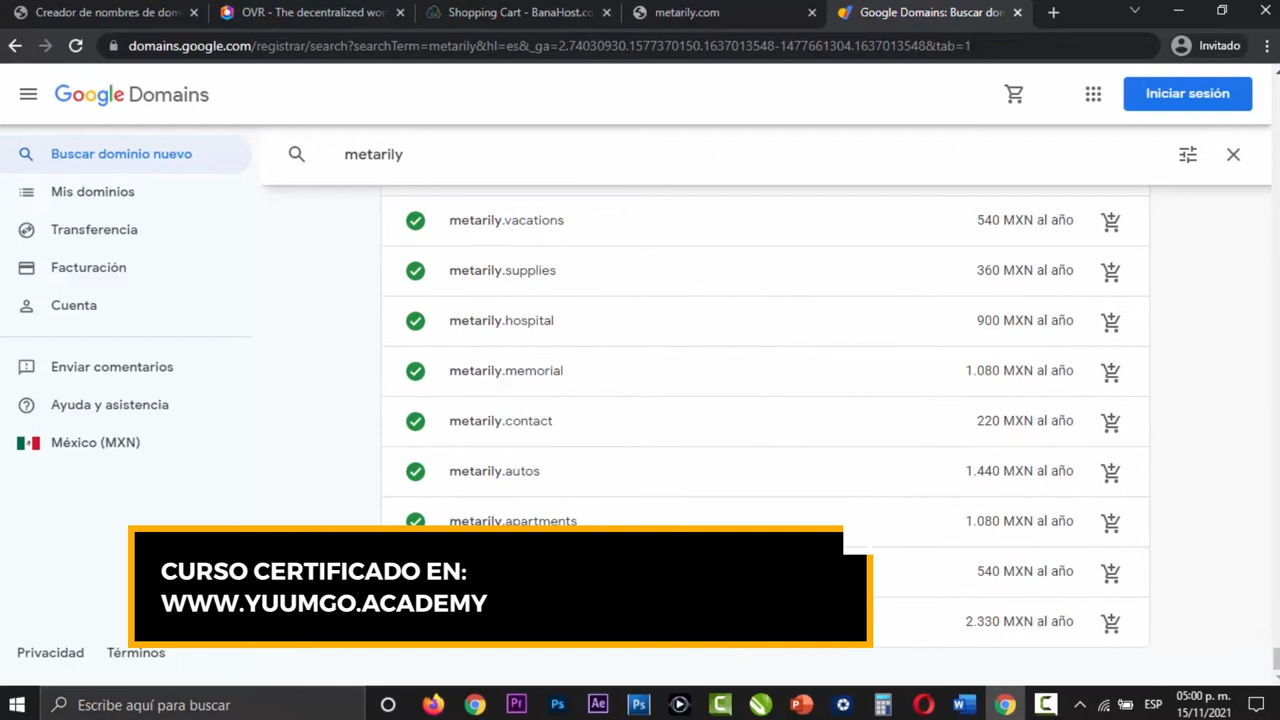 Creador de nombres de dom
OVR - The decentralized wor
Shopping Cart - BanaHost.co
metarily.com
Google Domains: Buscar dom
domains.google.com/registrar/search?searchTerm=metarily&hl=es&_ga=2.74030930.1577370150.1637013548-1477661304.1637013548&tab=1
Invitado
Google Domains
Iniciar sesión
Buscar dominio nuevo
metarily
Mis dominios
Transferencia
Facturación
Cuenta
Enviar comentarios
Ayuda y asistencia
México (MXN)
metarily.vacations 540 MXN al año
metarily.supplies 360 MXN al año
metarily.hospital 900 MXN al año
metarily.memorial 1.080 MXN al año
metarily.contact 220 MXN al año
metarily.autos 1.440 MXN al año
metarily.apartments 1.080 MXN al año
540 MXN al año
2.330 MXN al año
CURSO CERTIFICADO EN:
WWW.YUUMGO.ACADEMY
Privacidad Términos
Escribe aquí para buscar
Pr
Ps
Ae
Ps
ESP
05:00 p. m.
15/11/2021